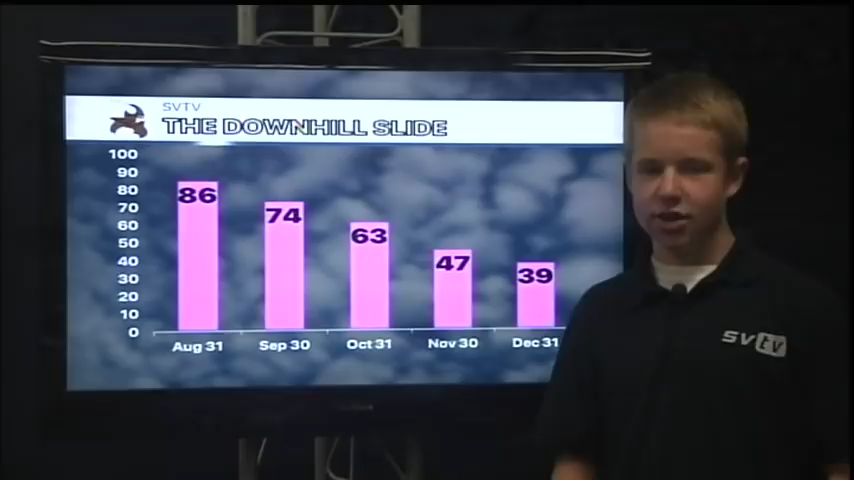 SVTV
THE DOWNHILL SLIDE
100
90
80
70
60
50
40
30
20
10
0
86
74
63
47
39
Aug 31
Sep 30
Oct 31
Nov 30
Dec 31
SVtv